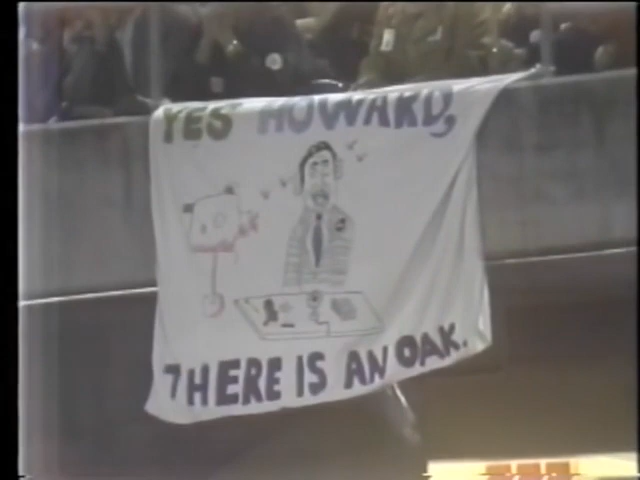 YES HOWARD,
THERE IS AN OAK.